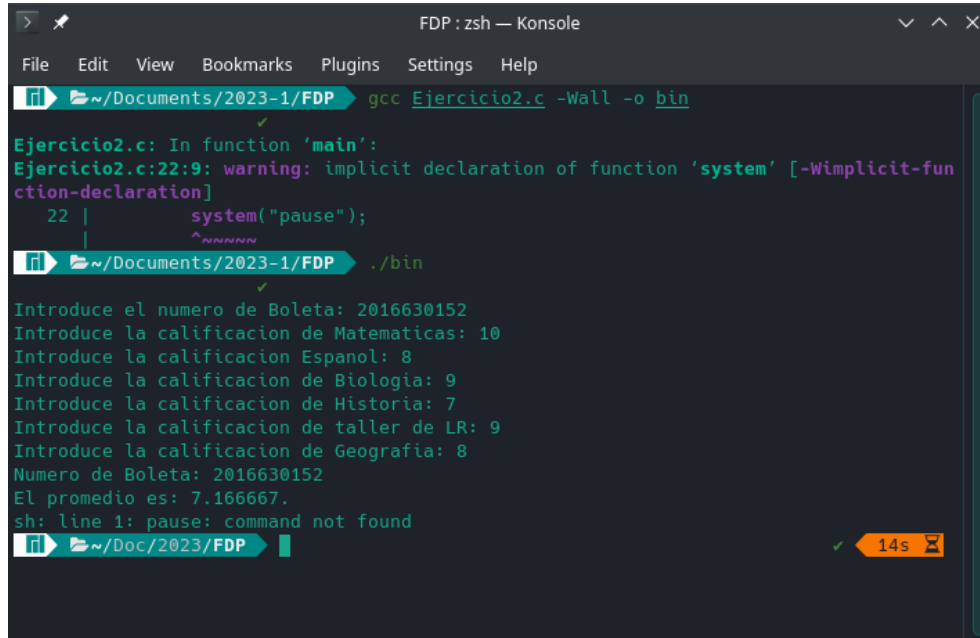 FDP : zsh — Konsole
File Edit View Bookmarks Plugins Settings Help
~/Documents/2023-1/FDP gcc Ejercicio2.c -Wall -o bin
✔
Ejercicio2.c: In function ‘main’:
Ejercicio2.c:22:9: warning: implicit declaration of function ‘system’ [-Wimplicit-fun
ction-declaration]
22 | system("pause");
| ^~~~~~
~/Documents/2023-1/FDP ./bin
✔
Introduce el numero de Boleta: 2016630152
Introduce la calificacion de Matematicas: 10
Introduce la calificacion Espanol: 8
Introduce la calificacion de Biologia: 9
Introduce la calificacion de Historia: 7
Introduce la calificacion de taller de LR: 9
Introduce la calificacion de Geografia: 8
Numero de Boleta: 2016630152
El promedio es: 7.166667.
sh: line 1: pause: command not found
~/Doc/2023/FDP ✔ 14s